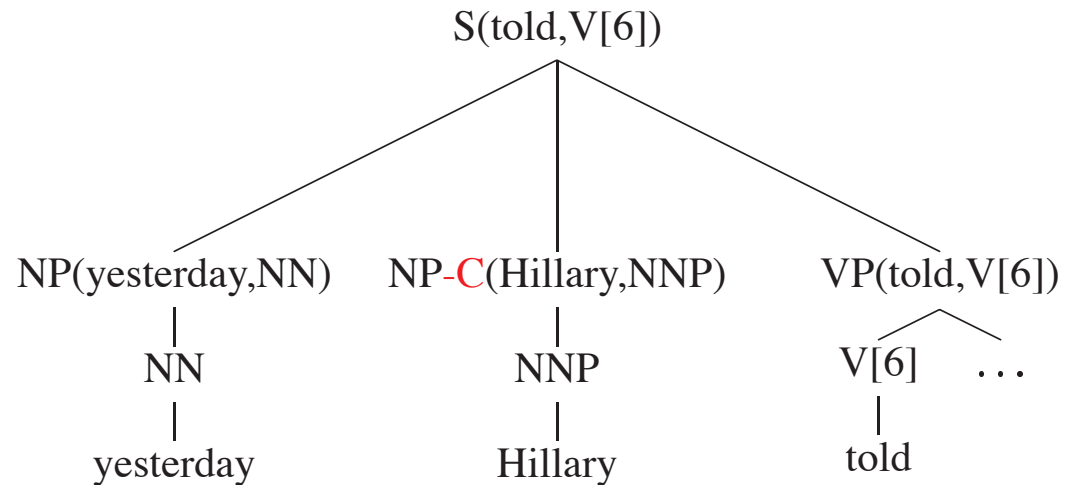 S(told,V[6])
NP(yesterday,NN) NP-C(Hillary,NNP) VP(told,V[6])
NN NNP V[6] ...
yesterday Hillary told